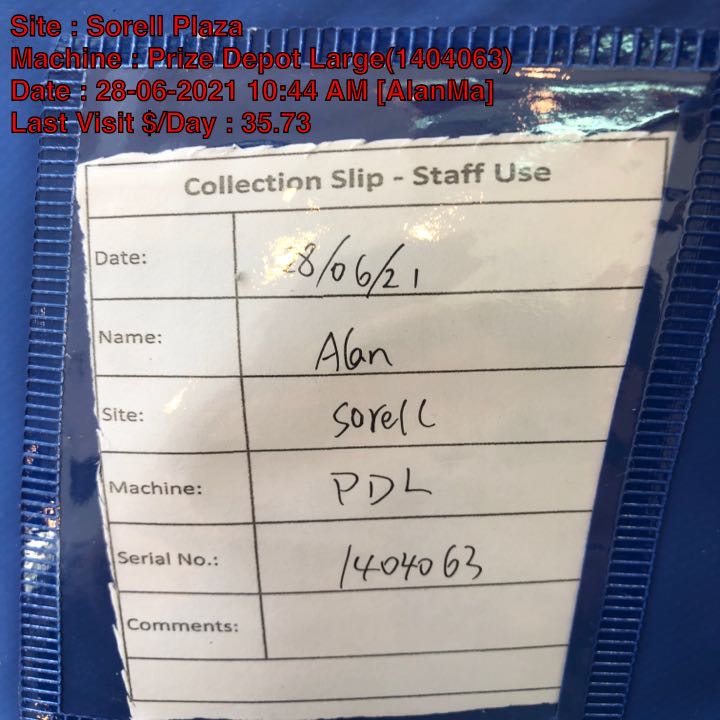 Site : Sorell Plaza
Machine : Prize Depot Large(1404063)
Date : 28-06-2021 10:44 AM [AlanMa]
Last Visit $/Day : 35.73
Collection Slip - Staff Use
Date: 28/06/21
Name: Alan
Site: Sorell
Machine: PDL
Serial No.: 1404063
Comments: